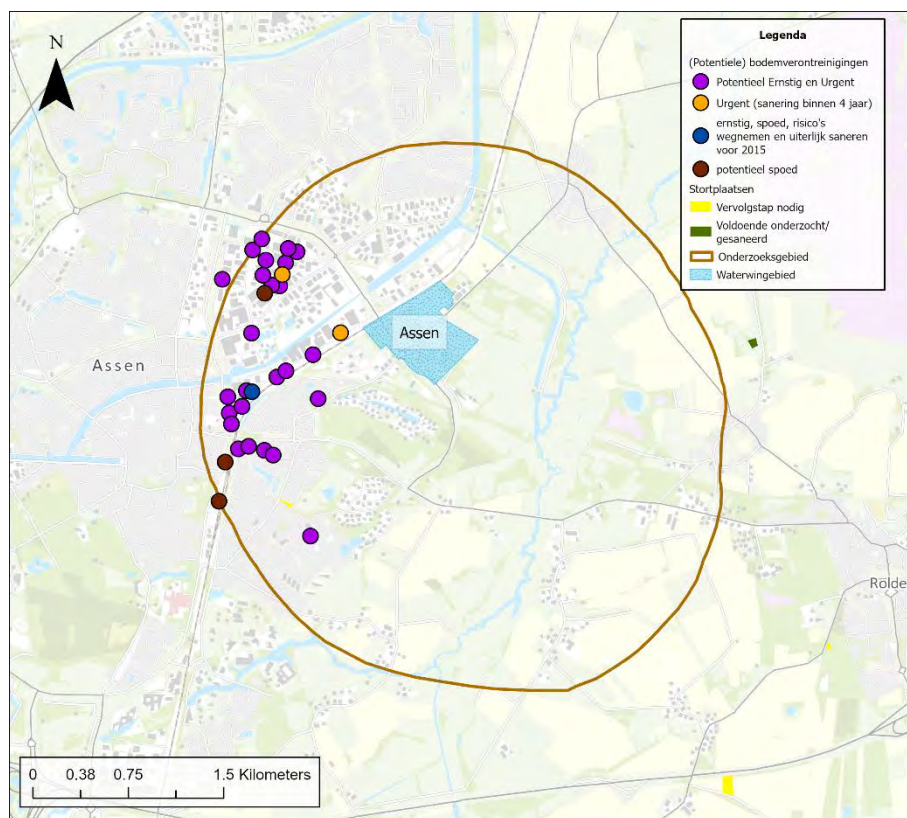 N
Legenda
(Potentiele) bodemverontreinigingen
Potentieel Ernstig en Urgent
Urgent (sanering binnen 4 jaar)
ernstig, spoed, risico's
wegnemen en uiterlijk saneren
voor 2015
potentieel spoed
Stortplaatsen
Vervolgstap nodig
Voldoende onderzocht/
gesaneerd
Onderzoeksgebied
Waterwingebied
Assen
Assen
Rolde
0 0.38 0.75 1.5 Kilometers